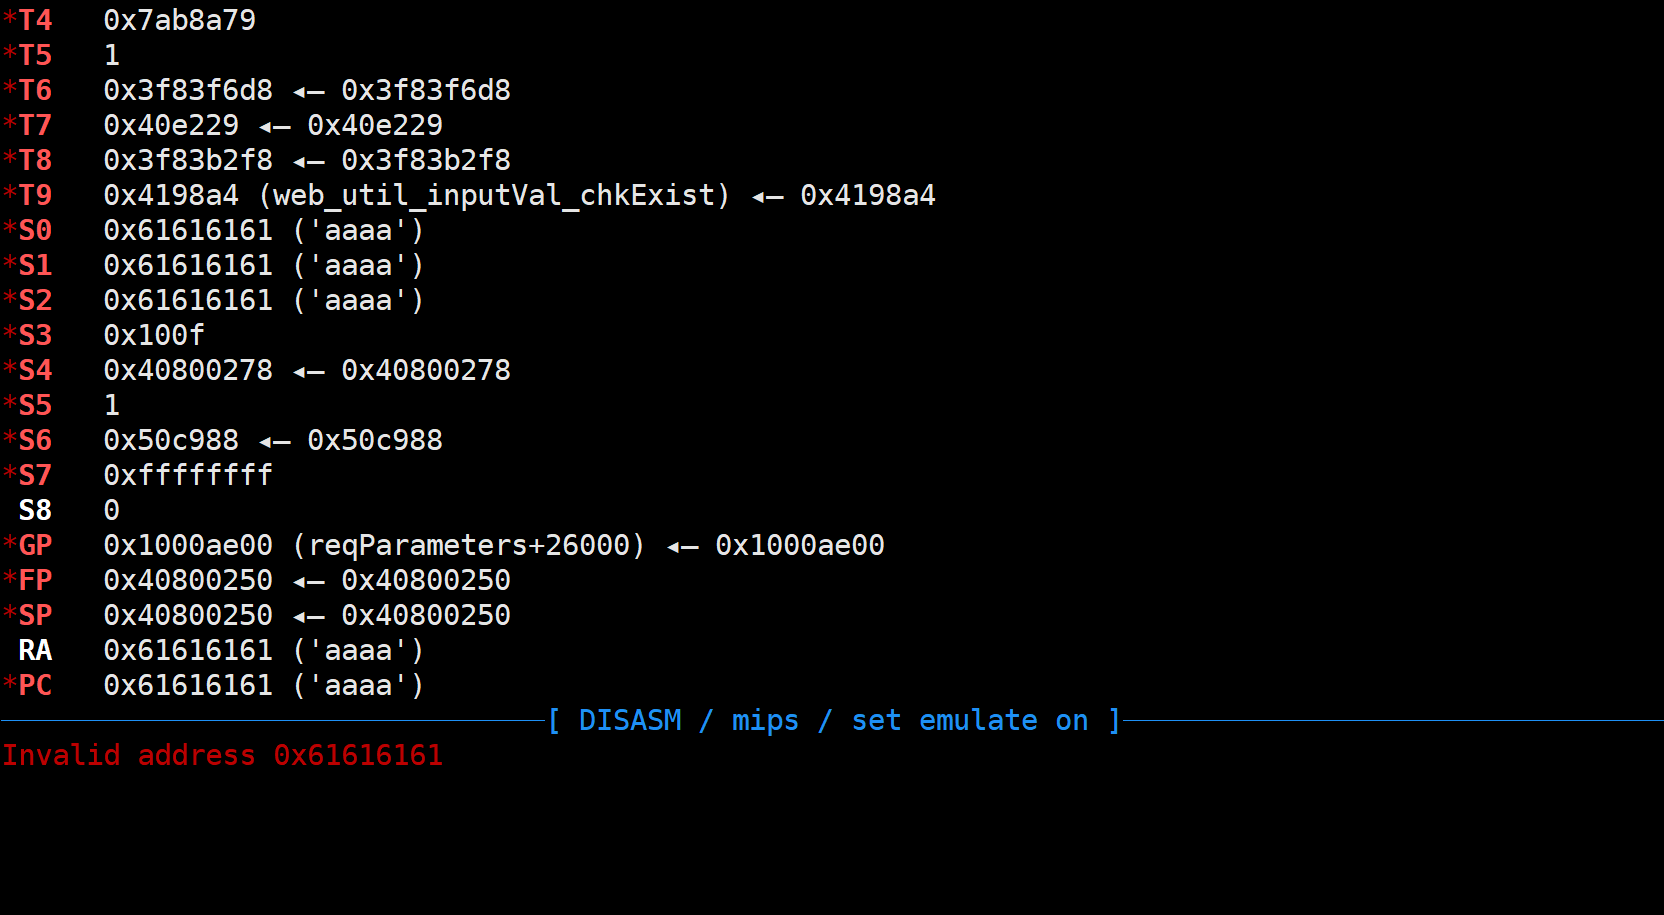 *T4   0x7ab8a79
*T5   1
*T6   0x3f83f6d8 ◂— 0x3f83f6d8
*T7   0x40e229 ◂— 0x40e229
*T8   0x3f83b2f8 ◂— 0x3f83b2f8
*T9   0x4198a4 (web_util_inputVal_chkExist) ◂— 0x4198a4
*S0   0x61616161 ('aaaa')
*S1   0x61616161 ('aaaa')
*S2   0x61616161 ('aaaa')
*S3   0x100f
*S4   0x40800278 ◂— 0x40800278
*S5   1
*S6   0x50c988 ◂— 0x50c988
*S7   0xffffffff
 S8   0
*GP   0x1000ae00 (reqParameters+26000) ◂— 0x1000ae00
*FP   0x40800250 ◂— 0x40800250
*SP   0x40800250 ◂— 0x40800250
 RA   0x61616161 ('aaaa')
*PC   0x61616161 ('aaaa')
[ DISASM / mips / set emulate on ]
Invalid address 0x61616161